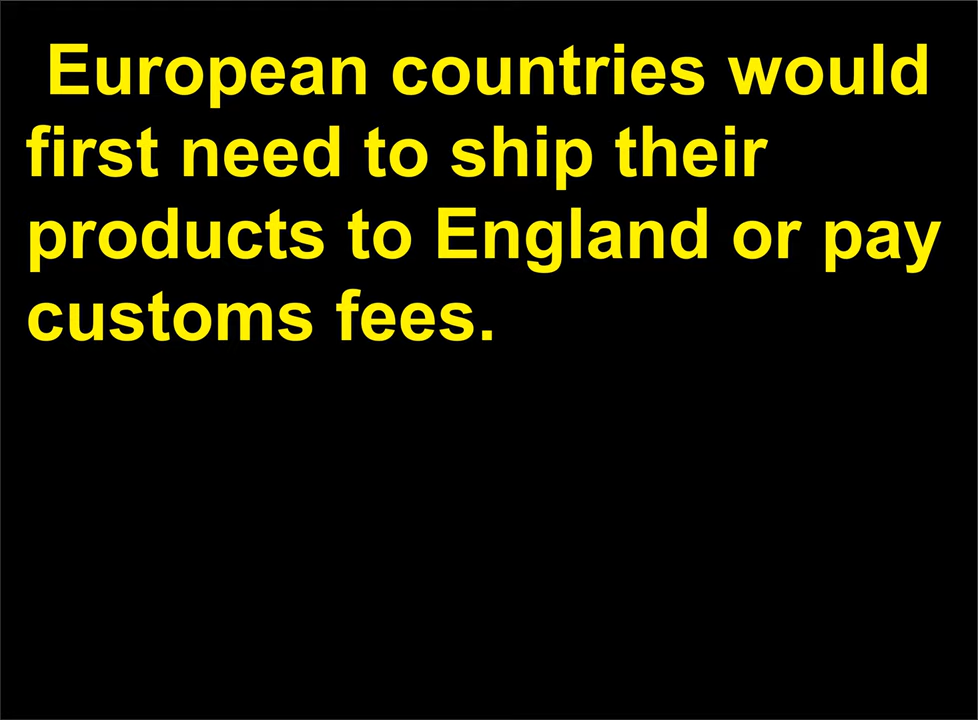 European countries would
first need to ship their
products to England or pay
customs fees.